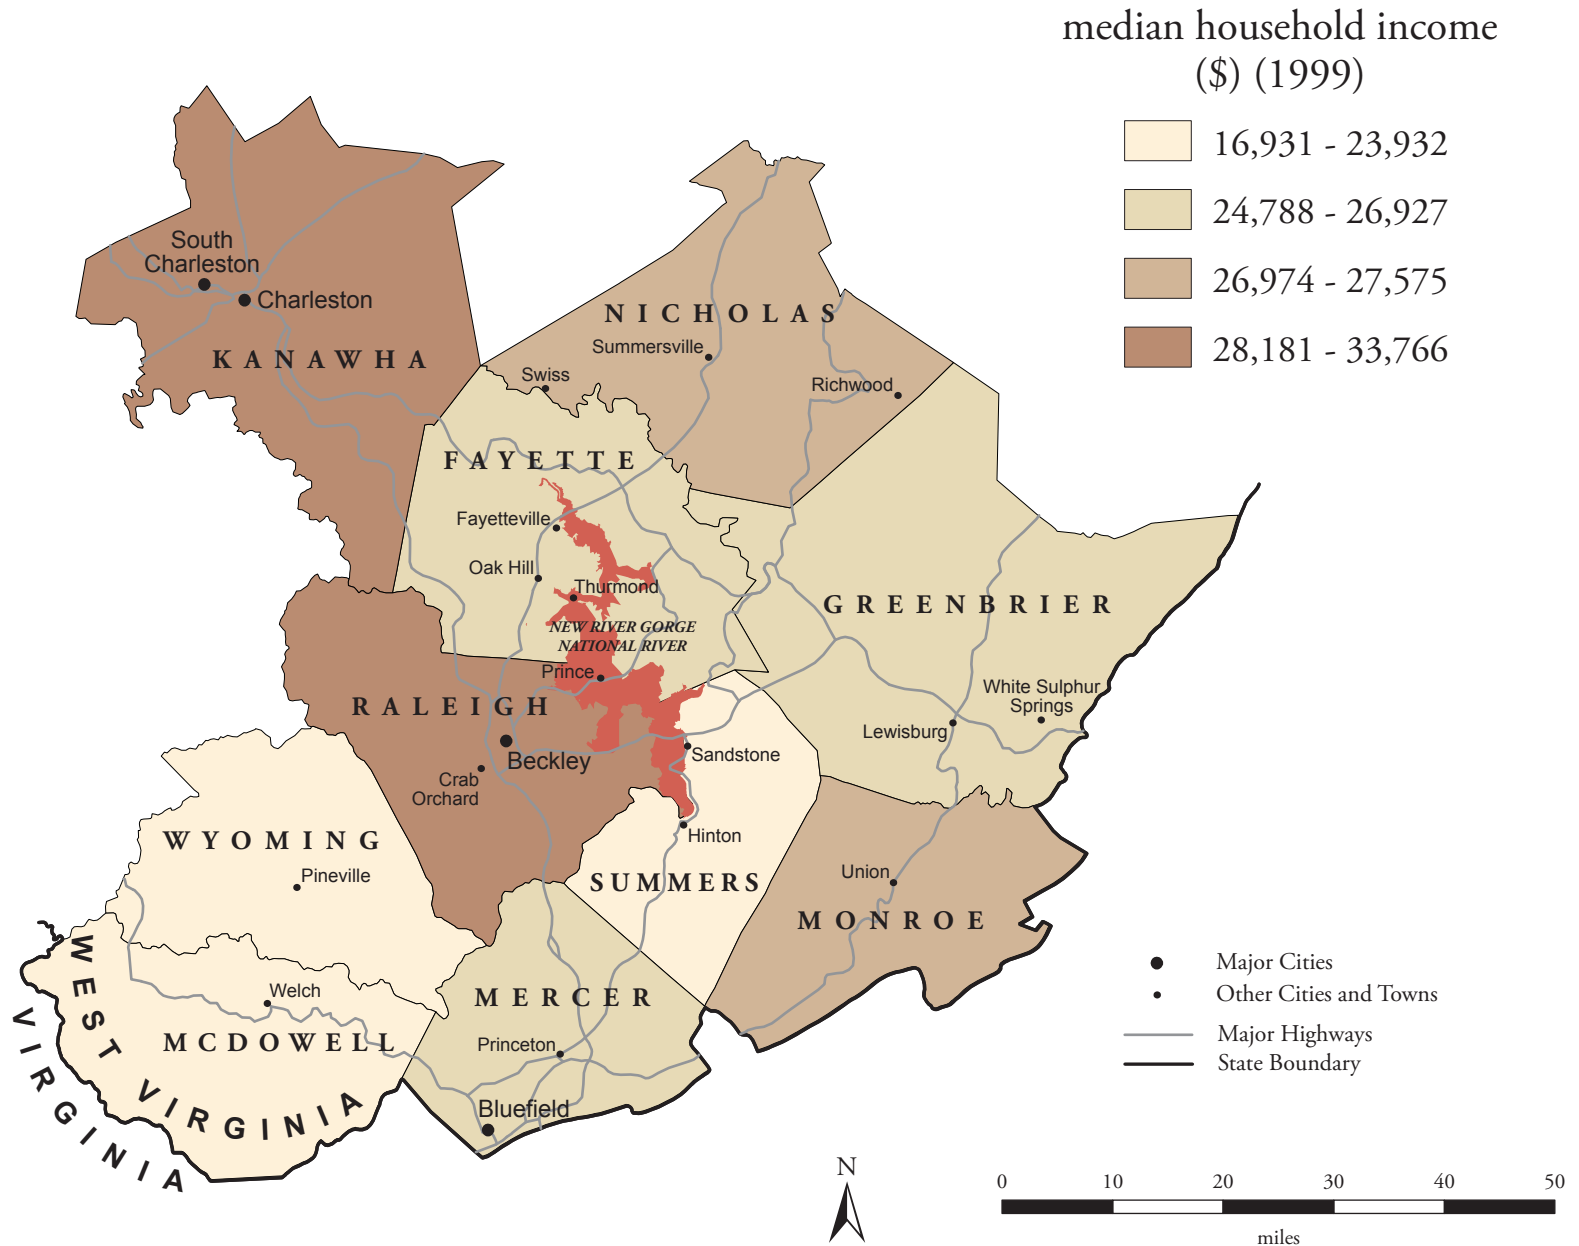 median household income
($) (1999)
16,931 - 23,932
24,788 - 26,927
26,974 - 27,575
28,181 - 33,766
South
Charleston
Charleston
KANAWHA
NICHOLAS
Summersville
Swiss
Richwood
FAYETTE
Fayetteville
Oak Hill
Thurmond
NEW RIVER GORGE
NATIONAL RIVER
Prince
GREENBRIER
White Sulphur
Springs
Lewisburg
RALEIGH
Beckley
Crab
Orchard
Sandstone
Hinton
SUMMERS
WYOMING
Pineville
Union
MONROE
WEST VIRGINIA
VIRGINIA
Welch
MCDOWELL
MERCER
Princeton
Bluefield
Major Cities
Other Cities and Towns
Major Highways
State Boundary
N
0 10 20 30 40 50
miles